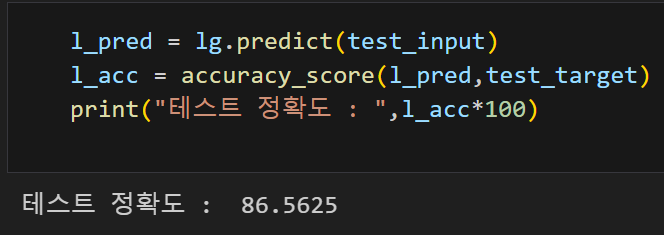 l_pred = lg.predict(test_input)
l_acc = accuracy_score(l_pred,test_target)
print("테스트 정확도 : ",l_acc*100)
테스트 정확도 :  86.5625